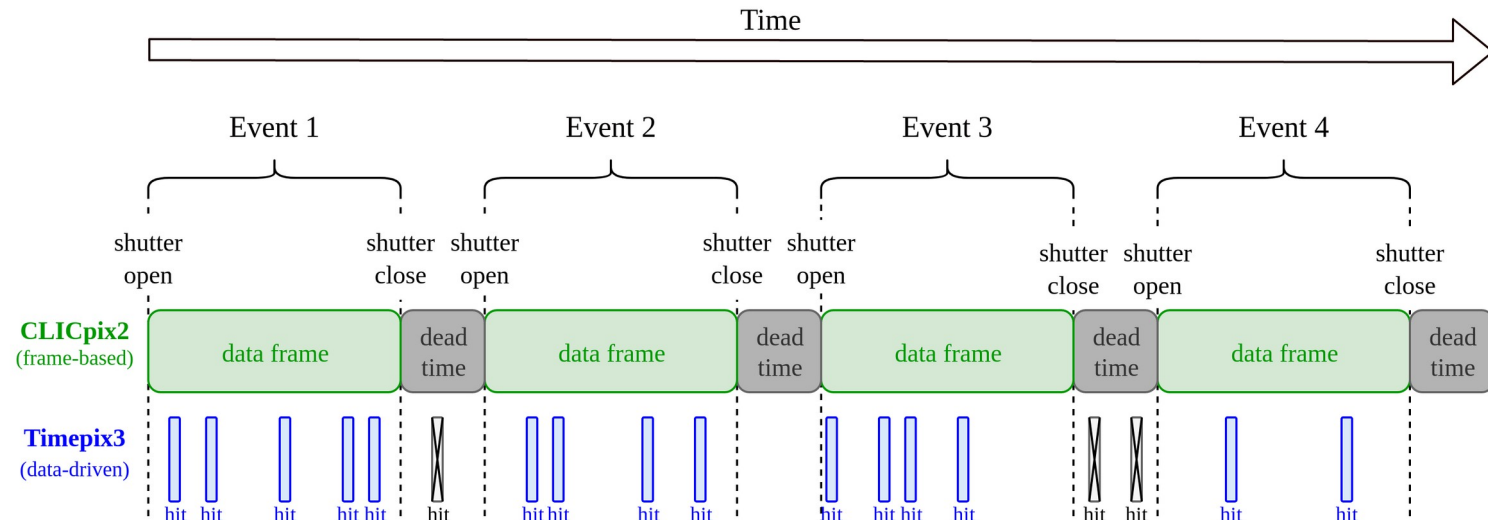 Time
Event 1 Event 2 Event 3 Event 4
shutter open
shutter close
shutter open
shutter close
shutter open
shutter close
shutter open
shutter close
CLICpix2
(frame-based)
data frame
dead time
data frame
dead time
data frame
dead time
data frame
dead time
Timepix3
(data-driven)
hit hit hit hit hit hit hit hit hit hit hit hit hit hit hit hit hit hit